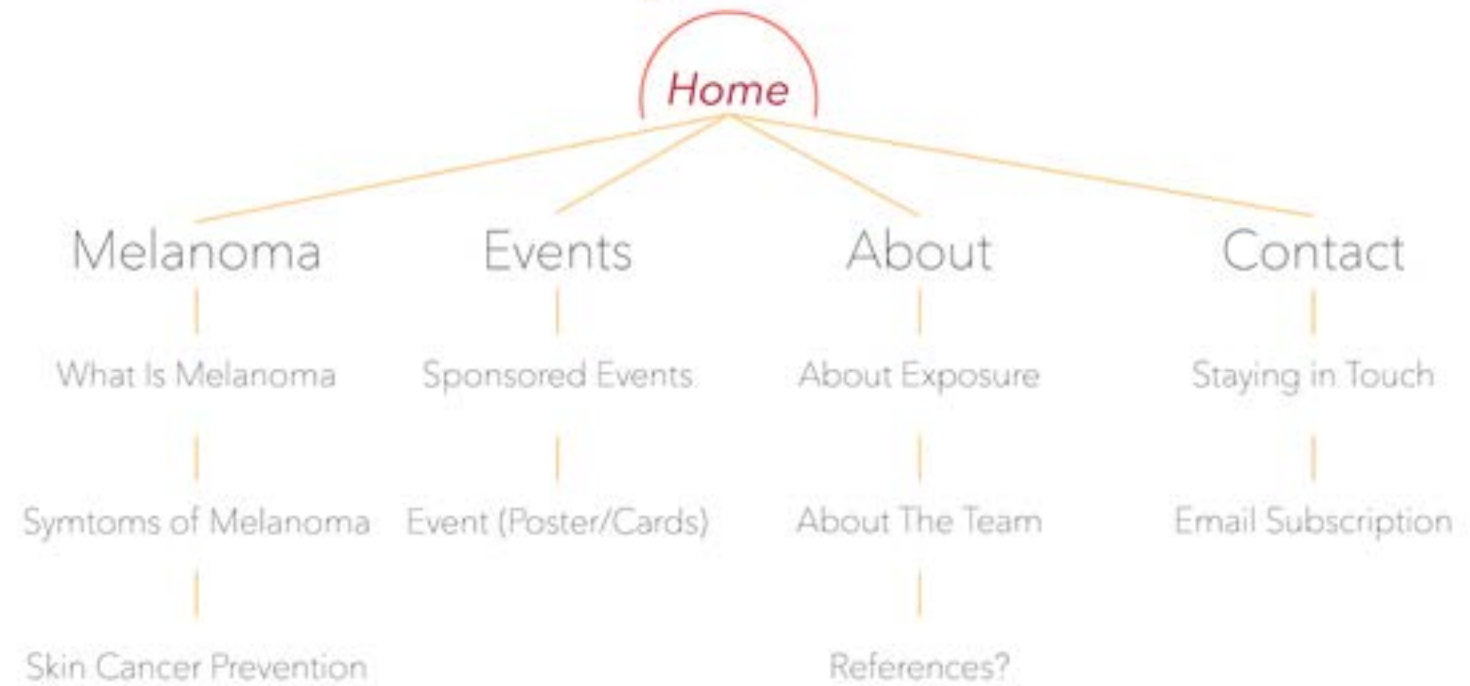 Home
Melanoma Events About Contact
What Is Melanoma Sponsored Events About Exposure Staying in Touch
Symtoms of Melanoma Event (Poster/Cards) About The Team Email Subscription
Skin Cancer Prevention References?